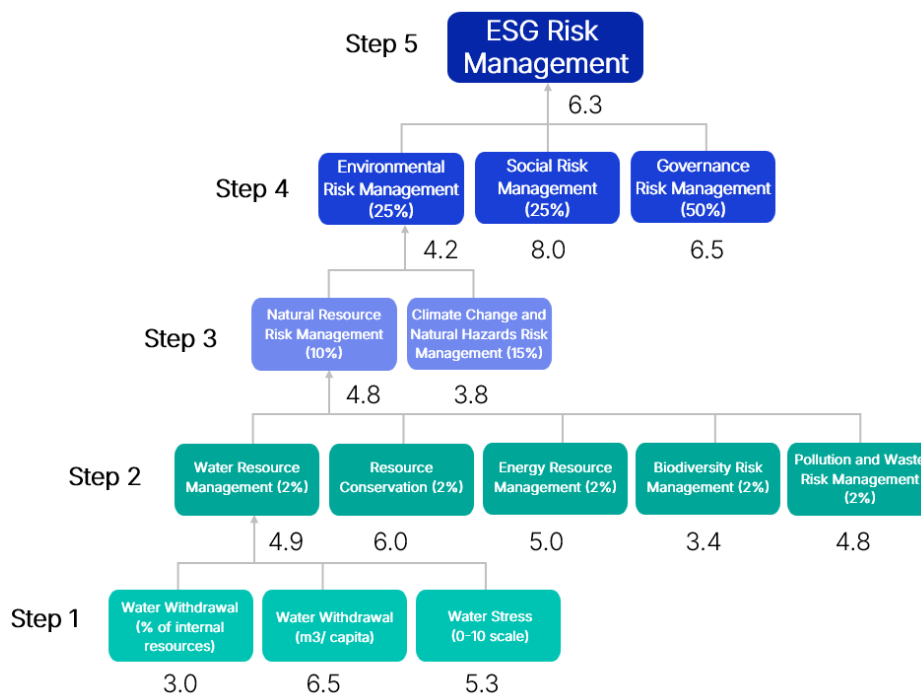 Step 5
ESG Risk
Management
6.3
Step 4
Environmental
Risk Management
(25%)
Social Risk
Management
(25%)
Governance
Risk Management
(50%)
4.2
8.0
6.5
Step 3
Natural Resource
Risk Management
(10%)
Climate Change and
Natural Hazards Risk
Management (15%)
4.8
3.8
Step 2
Water Resource
Management (2%)
Resource
Conservation (2%)
Energy Resource
Management (2%)
Biodiversity Risk
Management (2%)
Pollution and Waste
Risk Management
(2%)
4.9
6.0
5.0
3.4
4.8
Step 1
Water Withdrawal
(% of internal
resources)
Water Withdrawal
(m3/ capita)
Water Stress
(0-10 scale)
3.0
6.5
5.3